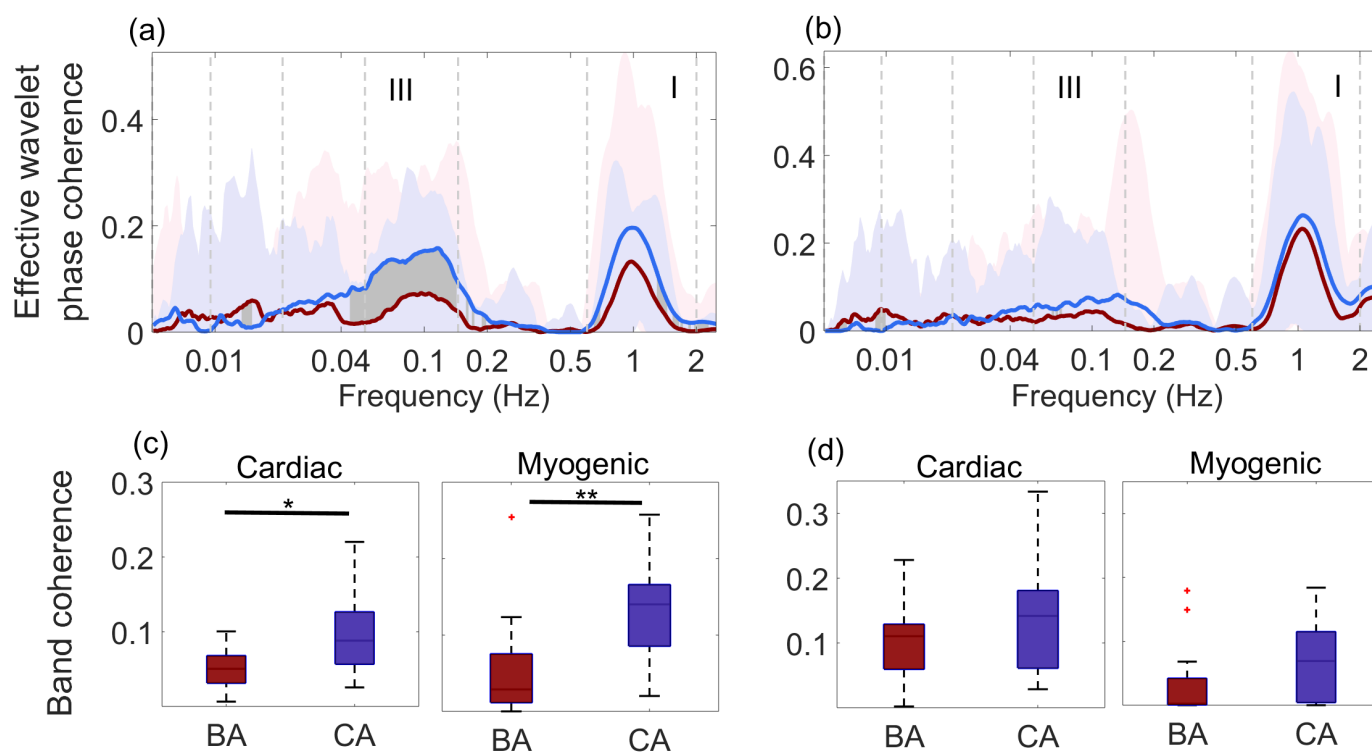 (a)
(b)
Effective wavelet
phase coherence
0.4
0.2
0
III
I
0.01
0.04
0.1
0.2
0.5
1
2
Frequency (Hz)
0.6
0.4
0.2
0
III
I
0.01
0.04
0.1
0.2
0.5
1
2
Frequency (Hz)
(c)
Cardiac
Myogenic
Band coherence
0.3
0.2
0.1
*
**
BA
CA
BA
CA
(d)
Cardiac
Myogenic
0.3
0.2
0.1
BA
CA
BA
CA